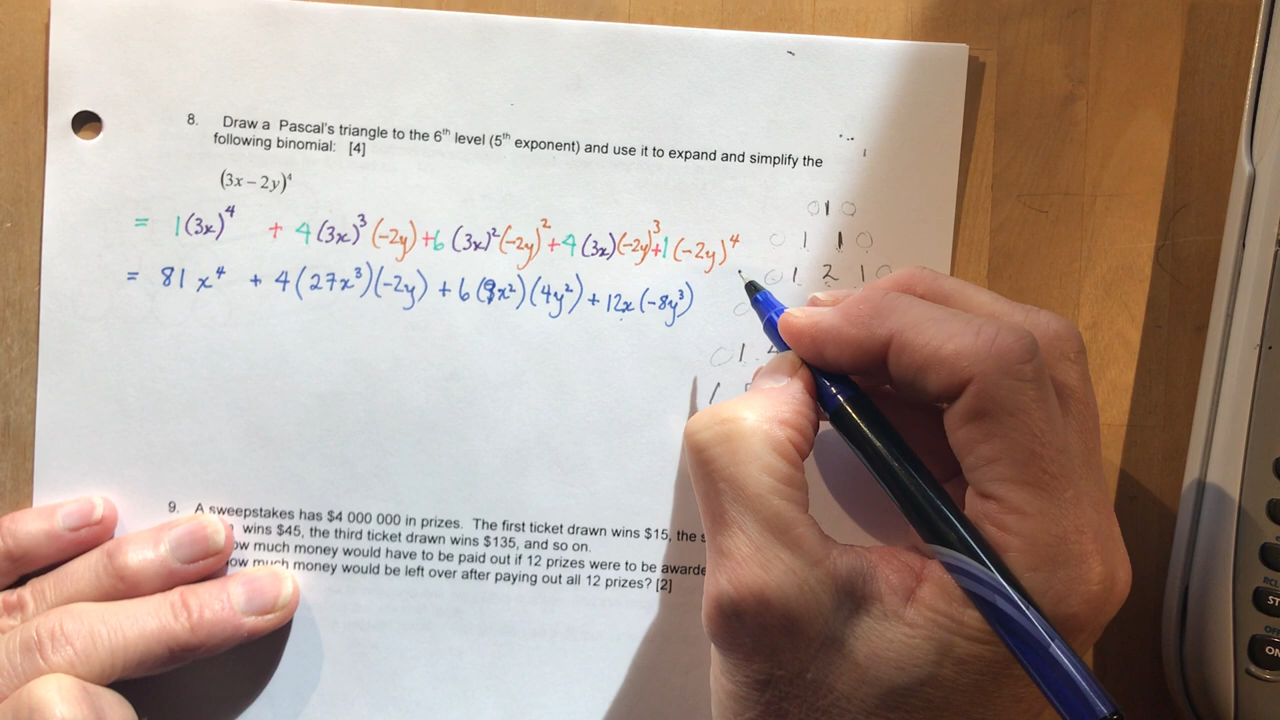 8. Draw a Pascal's triangle to the 6th level (5th exponent) and use it to expand and simplify the
following binomial: [4]
(3x – 2y)⁴
= 1(3x)⁴ + 4(3x)³(-2y) + 6(3x)²(-2y)² + 4(3x)(-2y)³ + 1(-2y)⁴
= 81x⁴ + 4(27x³)(-2y) + 6(9x²)(4y²) + 12x(-8y³)
0 1 0
0 1 1 0
0 1 2 1 0
0
0 1 4
1
9. A sweepstakes has $4 000 000 in prizes. The first ticket drawn wins $15, the
wins $45, the third ticket drawn wins $135, and so on.
much money would have to be paid out if 12 prizes were to be
much money would be left over after paying out all 12 prizes? [2]
ON